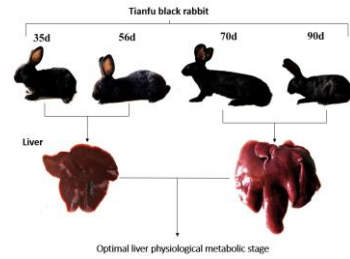 Tianfu black rabbit
35d 56d 70d 90d
Liver
Optimal liver physiological metabolic stage